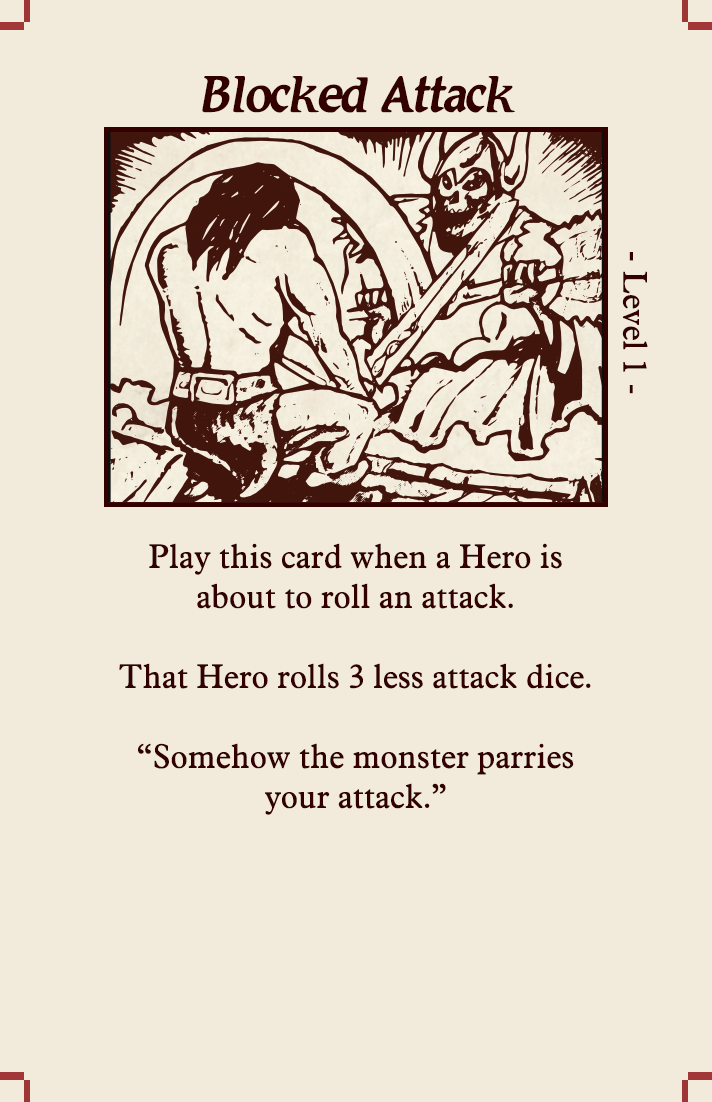 Blocked Attack
- Level 1 -
Play this card when a Hero is
about to roll an attack.
That Hero rolls 3 less attack dice.
“Somehow the monster parries
your attack.”